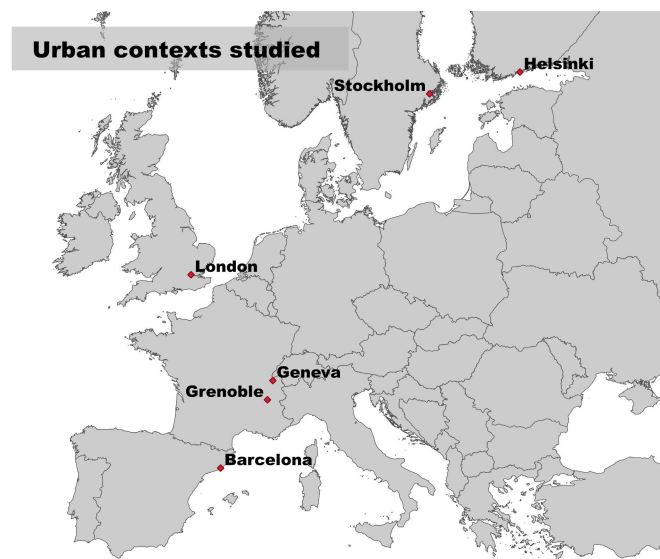 Urban contexts studied
Helsinki
Stockholm
London
Geneva
Grenoble
Barcelona